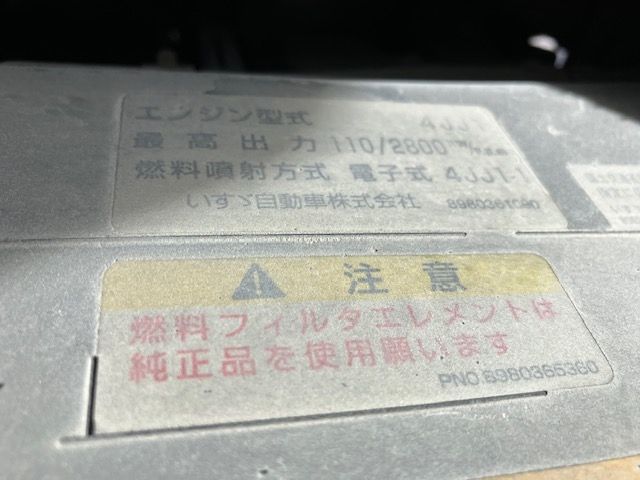 エンジン型式 4JJ1
最高出力 110/2800
燃料噴射方式 電子式 4JJ1-1
いすゞ自動車株式会社 8980361090
注意
燃料フィルタエレメントは
純正品を使用願います
PNO.8980365360